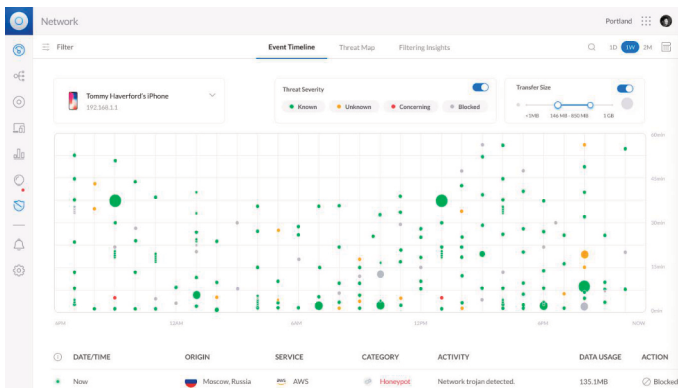 Network
Portland
Filter
Event Timeline
Threat Map
Filtering Insights
1D
1W
2M
Tommy Haverford's iPhone
192.168.1.1
Threat Severity
Known
Unknown
Concerning
Blocked
Transfer Size
<1MB
146 MB - 850 MB
1 GB
60min
45min
30min
15min
0min
6PM
12AM
6AM
12PM
6PM
NOW
DATE/TIME ORIGIN SERVICE CATEGORY ACTIVITY DATA USAGE ACTION
Now Moscow, Russia aws AWS Honeypot Network trojan detected. 135.1MB Blocked